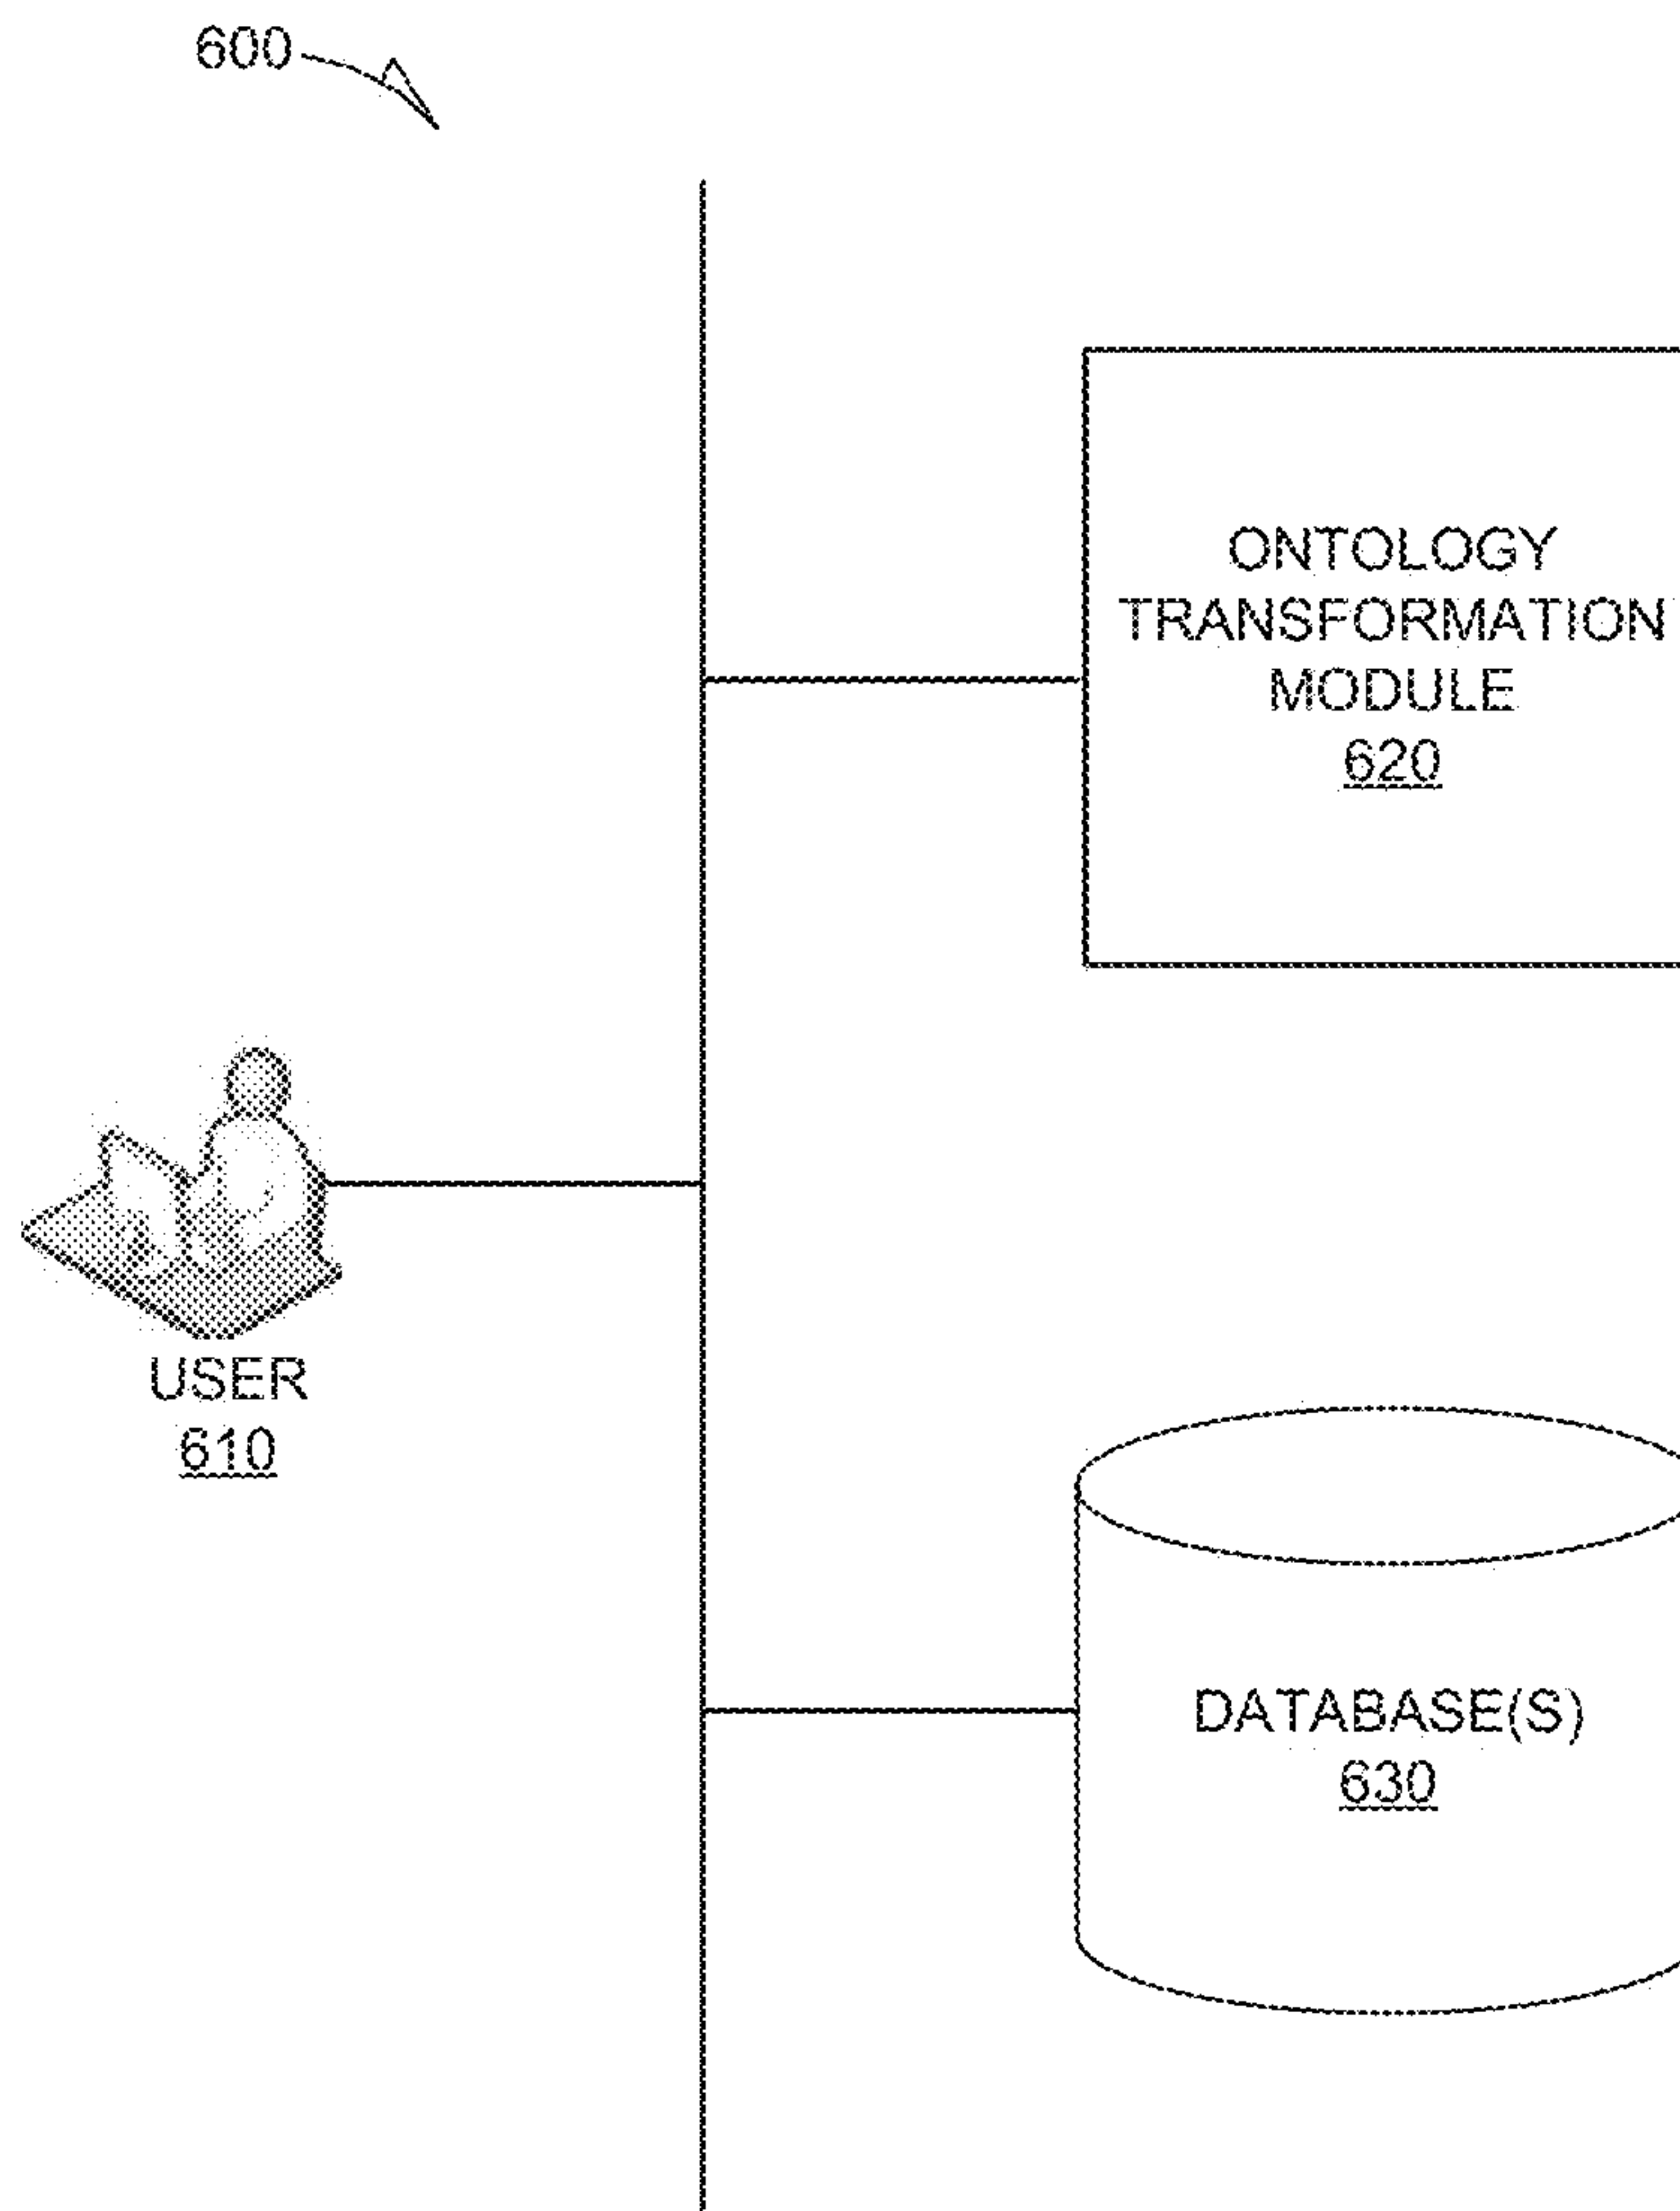 600
ONTOLOGY
TRANSFORMATION
MODULE
620
USER
610
DATABASE(S)
630